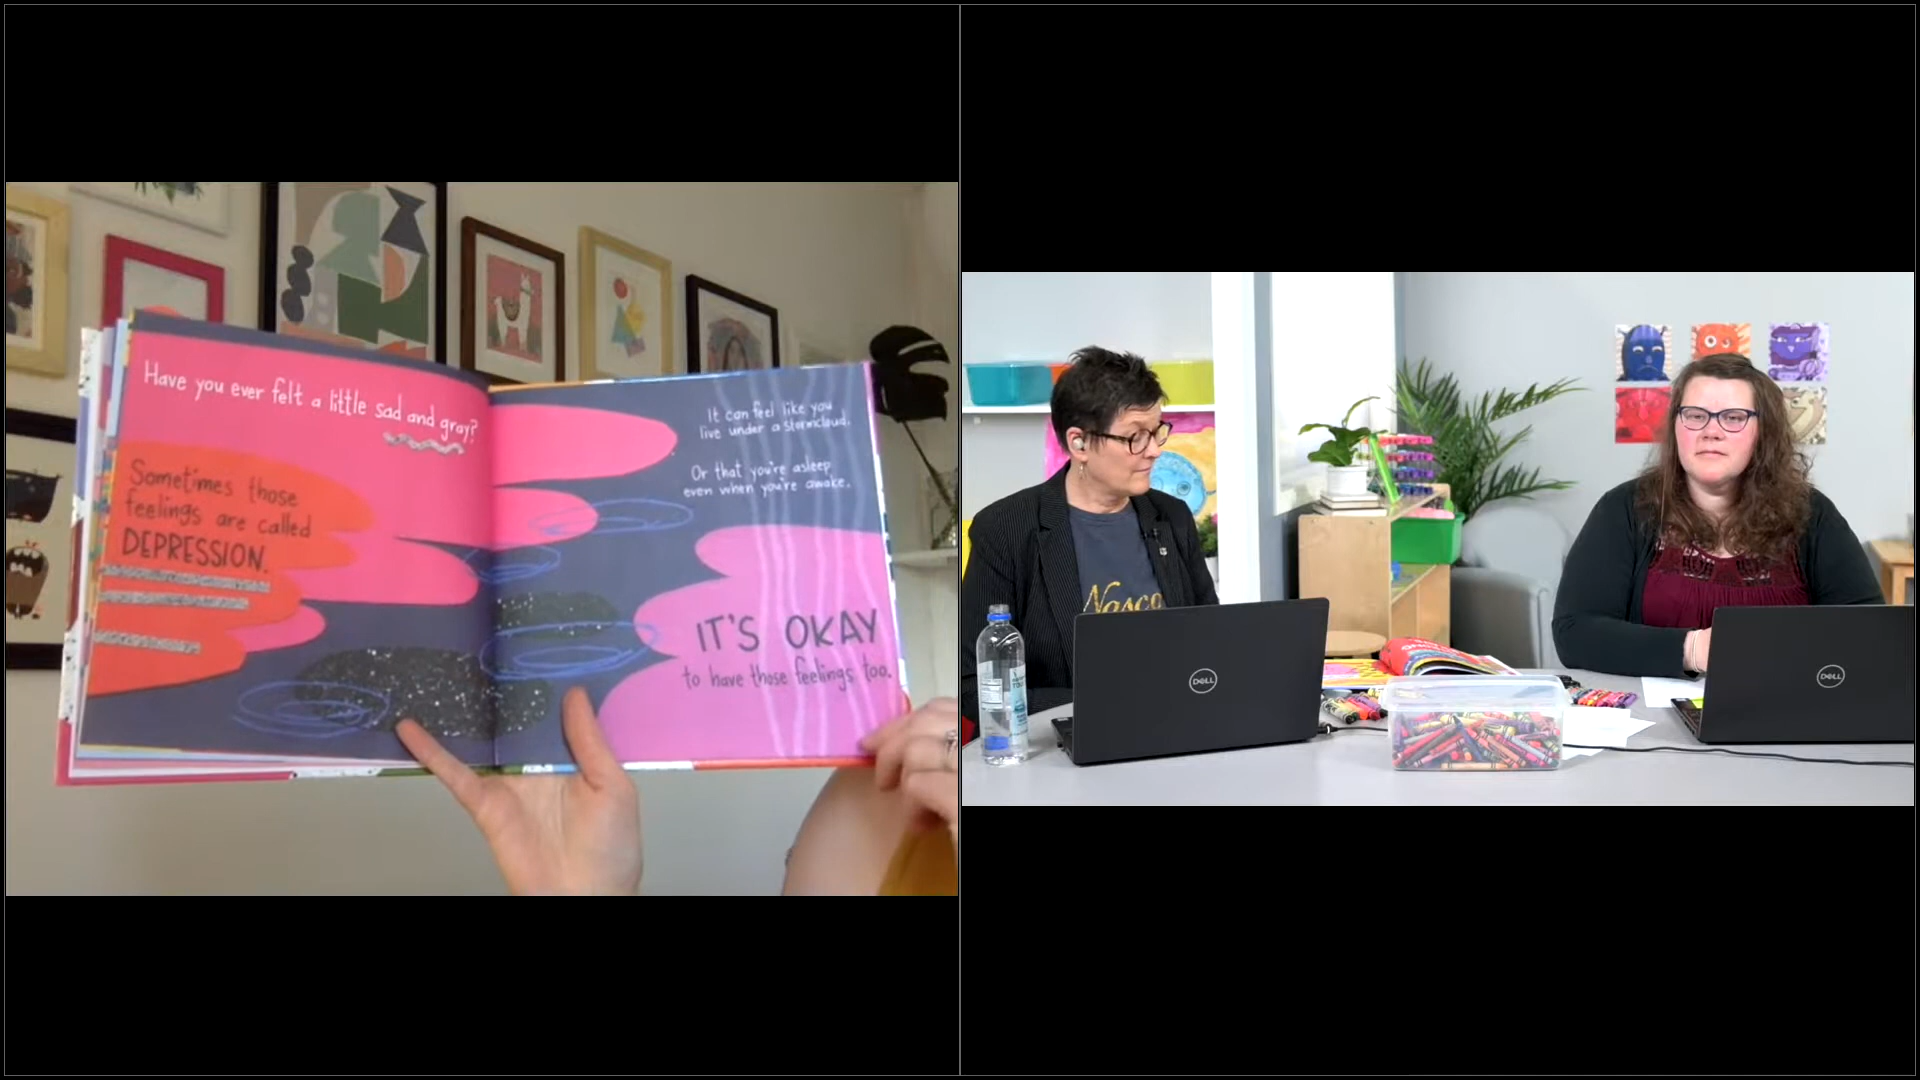 Have you ever felt a little sad and gray?
Sometimes those
feelings are called
DEPRESSION.
It can feel like you
live under a stormcloud.
Or that you're asleep
even when you're awake.
IT'S OKAY
to have those feelings too.
Nasco
DELL
DELL